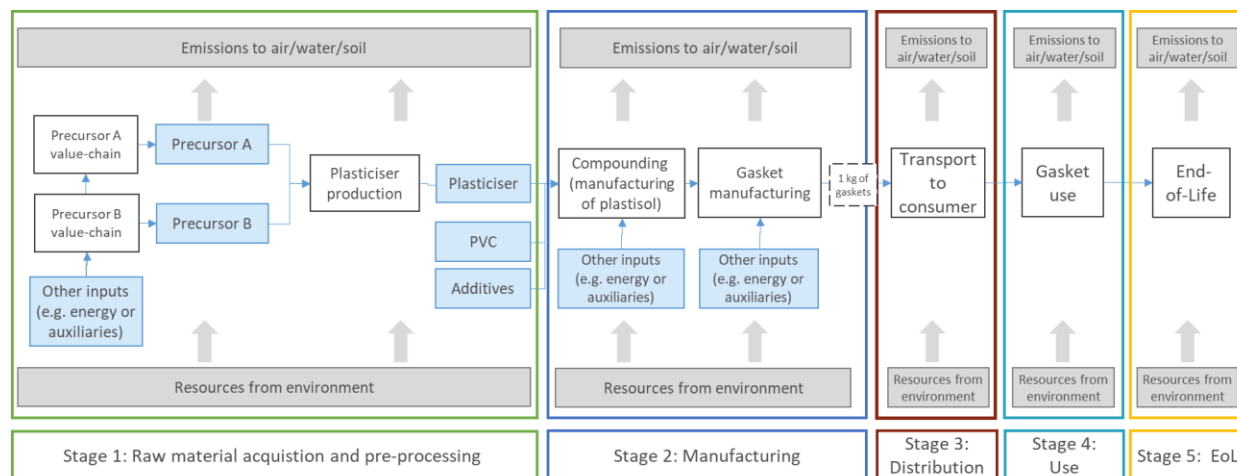 Emissions to air/water/soil
Precursor A
value-chain
Precursor A
Precursor B
value-chain
Precursor B
Other inputs
(e.g. energy or
auxiliaries)
Plasticiser
production
Plasticiser
PVC
Additives
Resources from environment
Stage 1: Raw material acquistion and pre-processing
Emissions to air/water/soil
Compounding
(manufacturing
of plastisol)
Gasket
manufacturing
1 kg of
gaskets
Other inputs
(e.g. energy or
auxiliaries)
Other inputs
(e.g. energy or
auxiliaries)
Resources from environment
Stage 2: Manufacturing
Emissions to
air/water/soil
Transport
to
consumer
Resources from
environment
Stage 3:
Distribution
Emissions to
air/water/soil
Gasket
use
Resources from
environment
Stage 4:
Use
Emissions to
air/water/soil
End-
of-Life
Resources from
environment
Stage 5: EoL